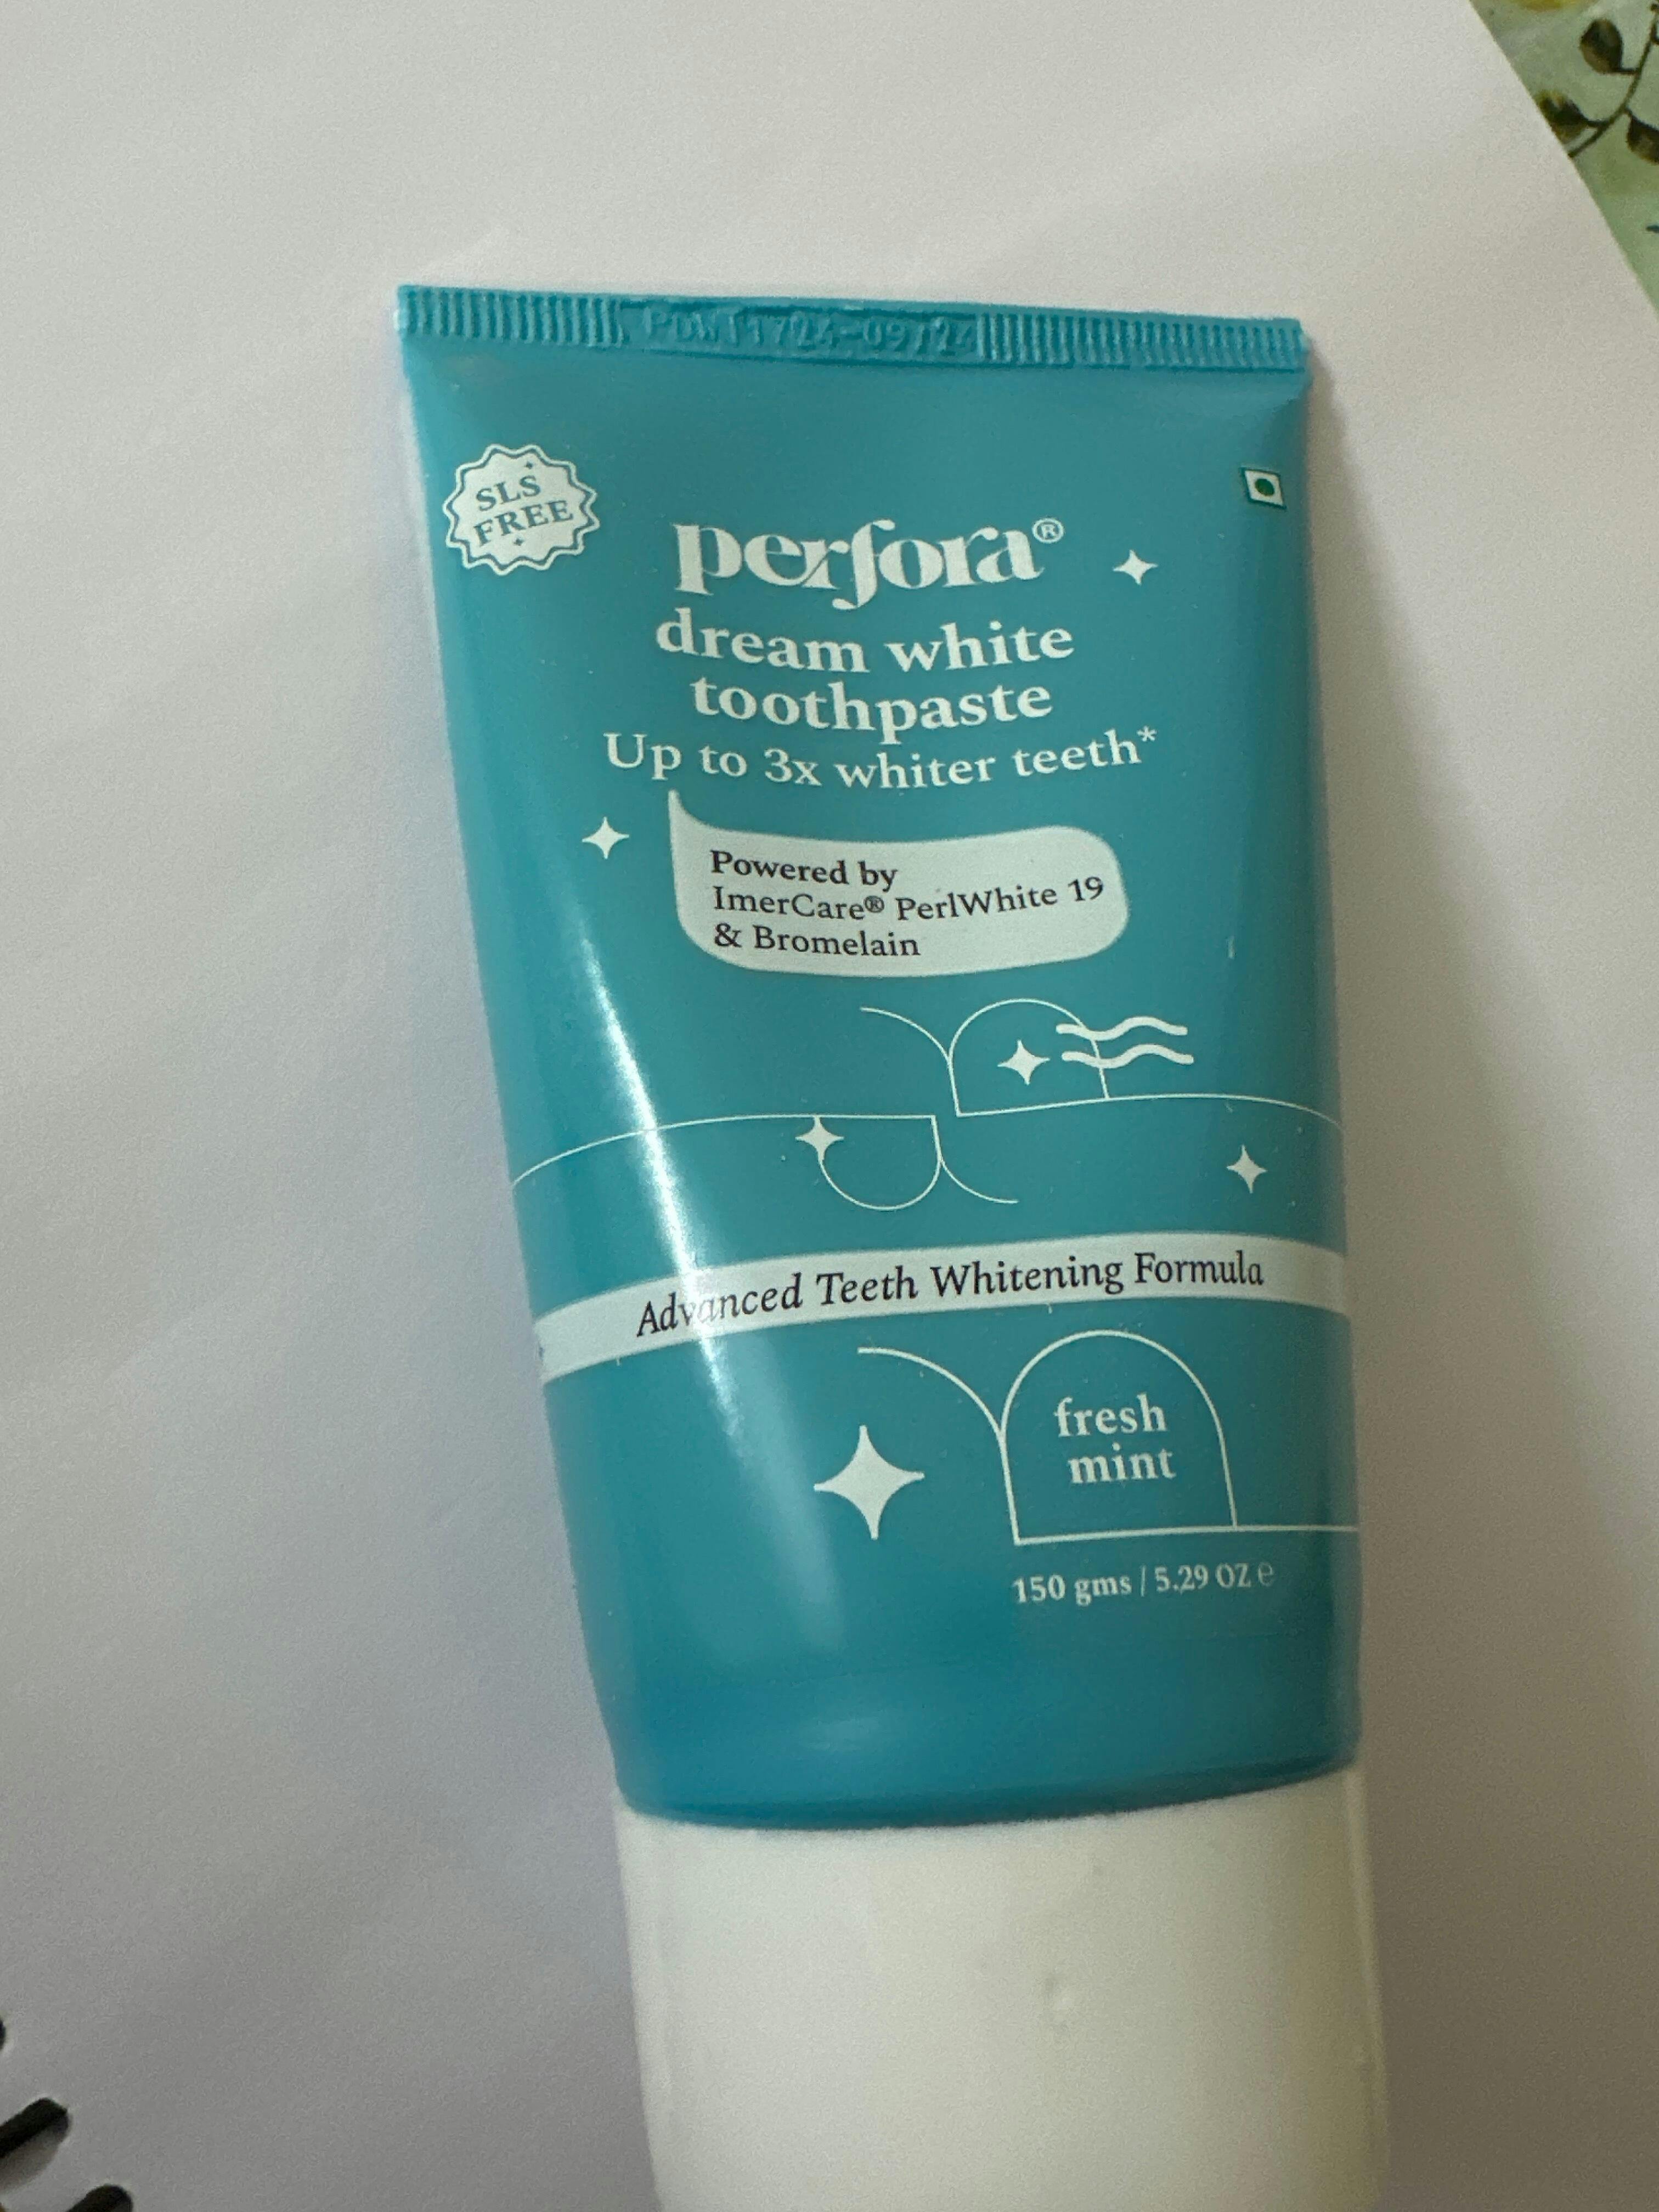 SLS
FREE
perfora®
dream white
toothpaste
Up to 3x whiter teeth*
Powered by
ImerCare® PerlWhite 19
& Bromelain
Advanced Teeth Whitening Formula
fresh
mint
150 gms | 5.29 OZ ℮